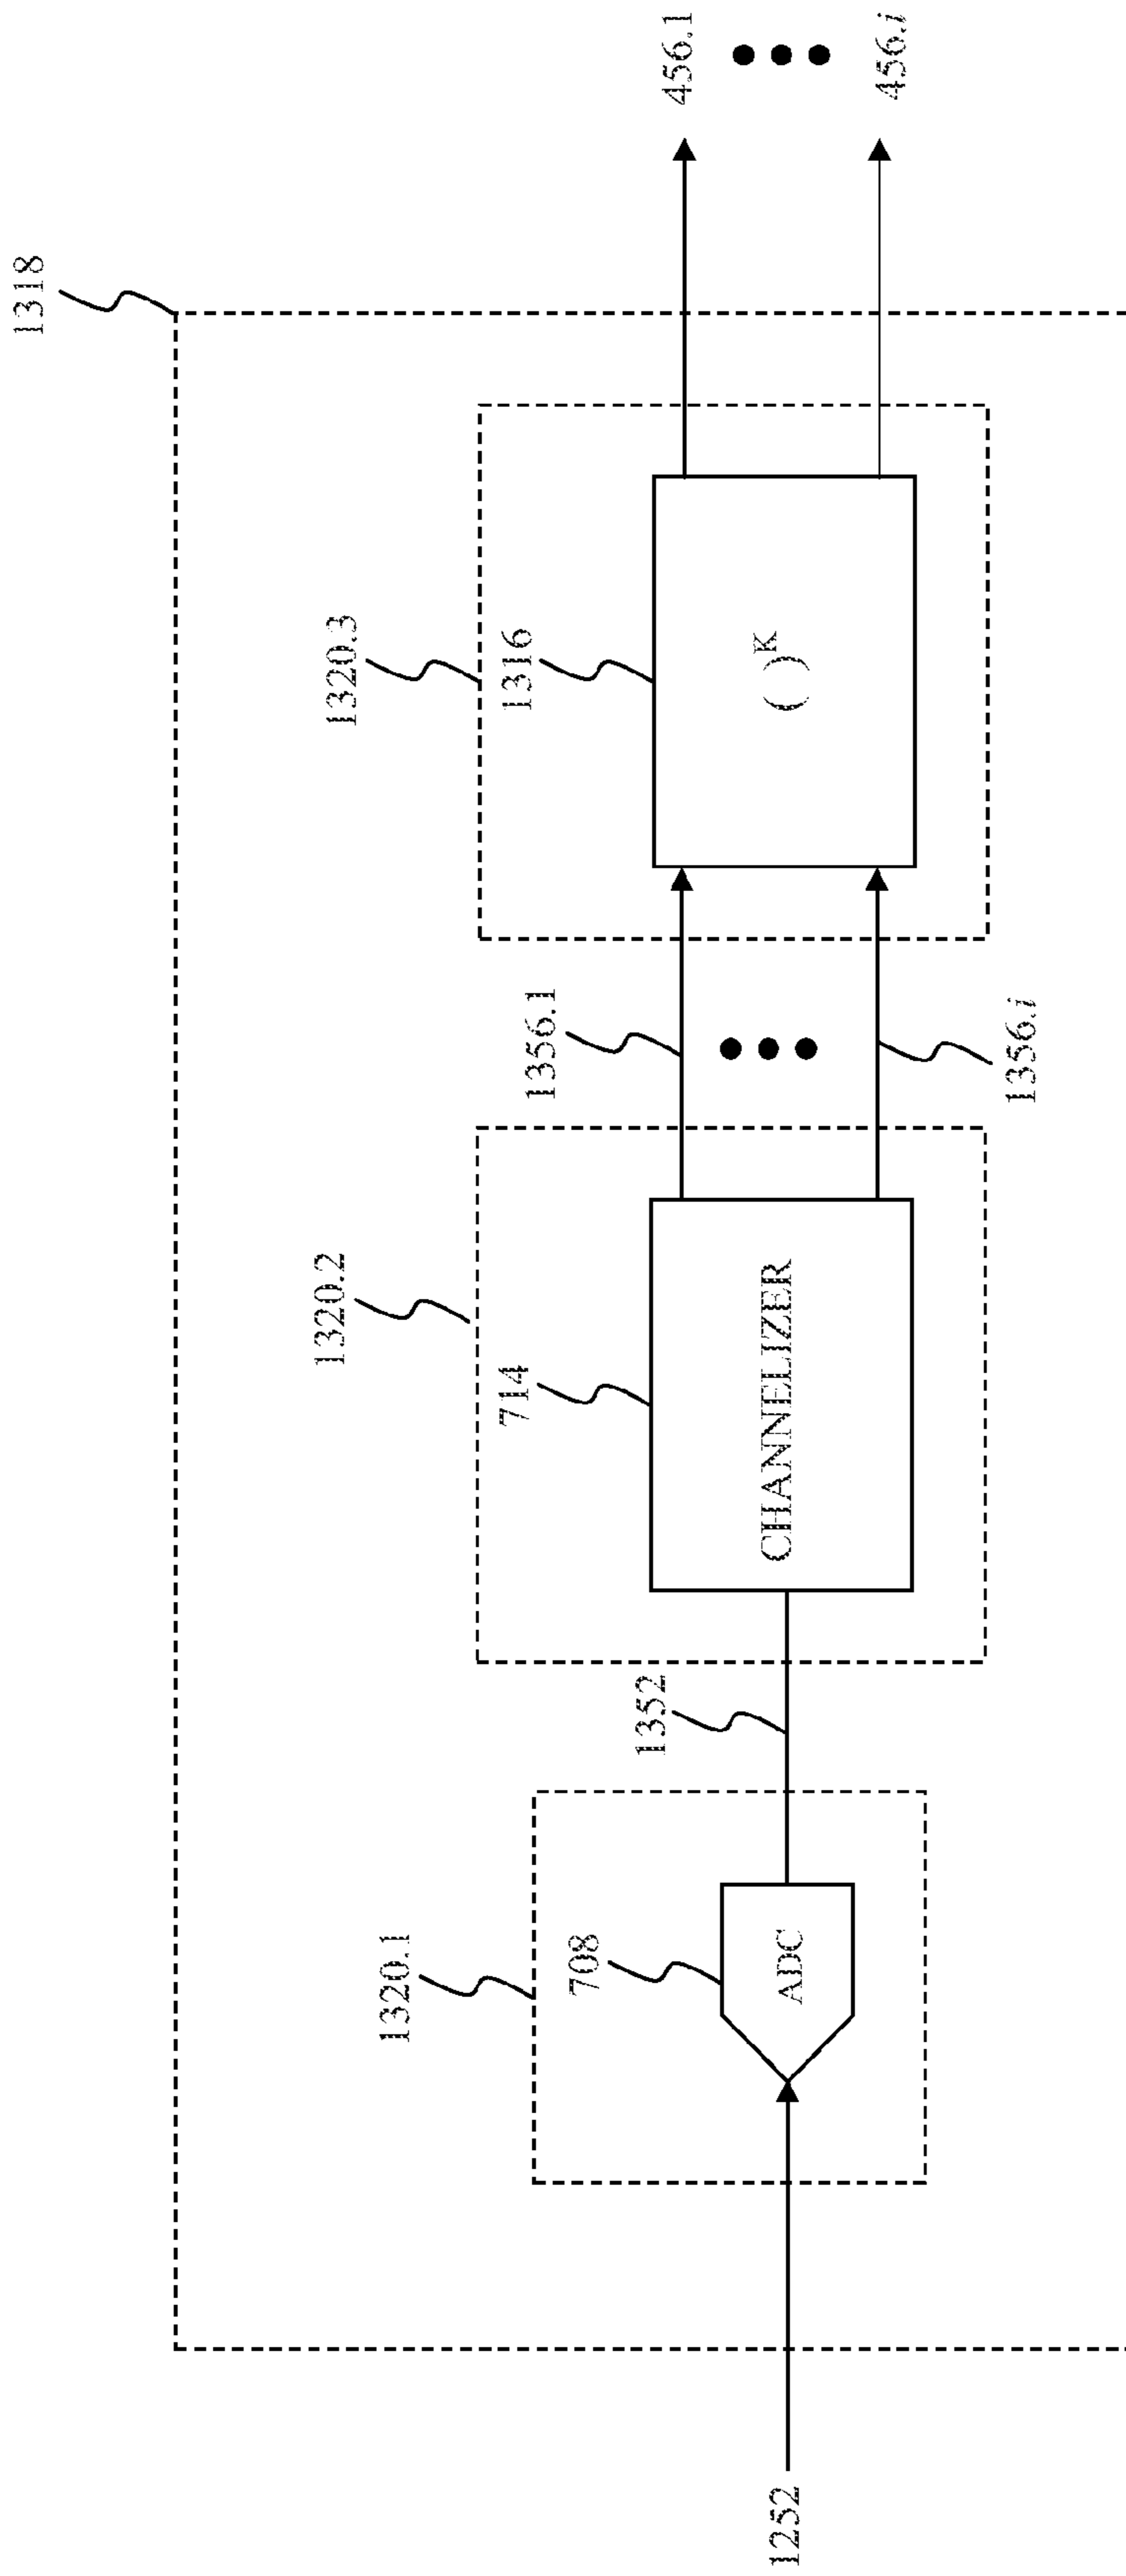 1318
1320.3
1320.2
1320.1
1316
714
708
1356.1
1352
456.1
( )ᴷ
CHANNELIZER
ADC
1252
456.i
1356.i